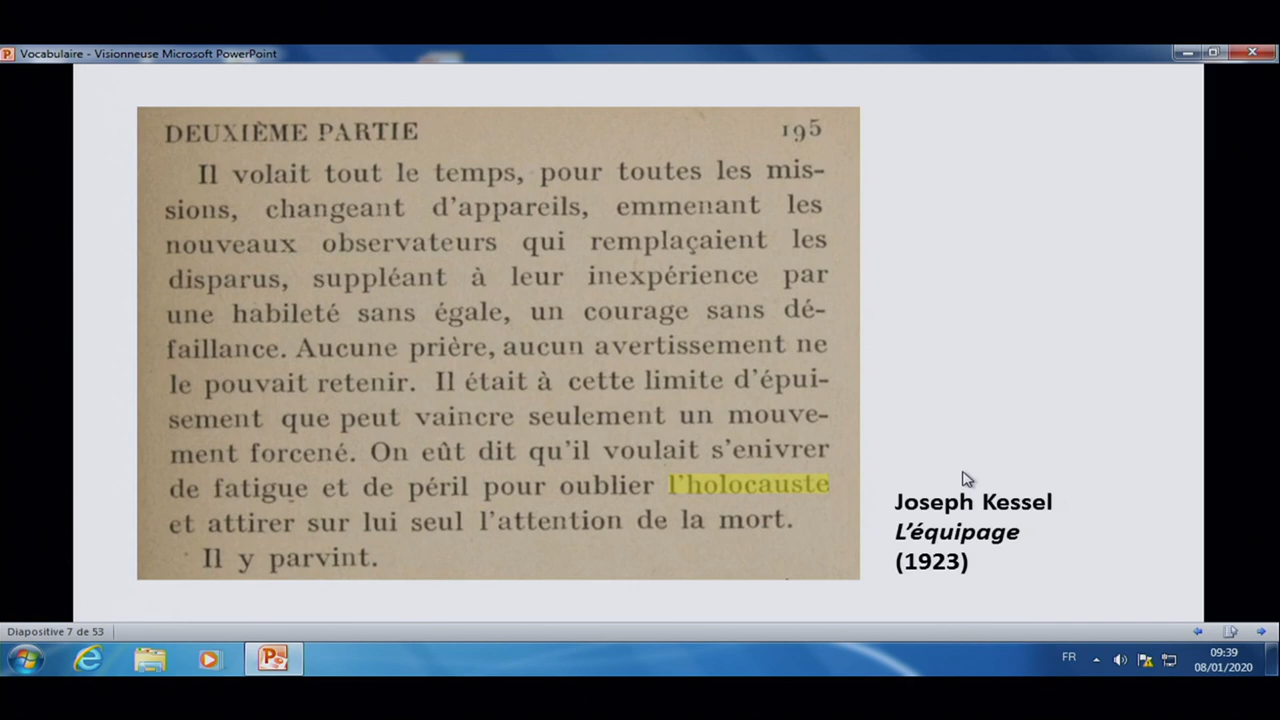 Vocabulaire - Visionneuse Microsoft PowerPoint
DEUXIÈME PARTIE 195
Il volait tout le temps, pour toutes les mis-
sions, changeant d'appareils, emmenant les
nouveaux observateurs qui remplaçaient les
disparus, suppléant à leur inexpérience par
une habileté sans égale, un courage sans dé-
faillance. Aucune prière, aucun avertissement ne
le pouvait retenir. Il était à cette limite d'épui-
sement que peut vaincre seulement un mouve-
ment forcené. On eût dit qu'il voulait s'enivrer
de fatigue et de péril pour oublier l'holocauste
et attirer sur lui seul l'attention de la mort.
Il y parvint.
Joseph Kessel
L'équipage
(1923)
Diapositive 7 de 53
FR
09:39
08/01/2020